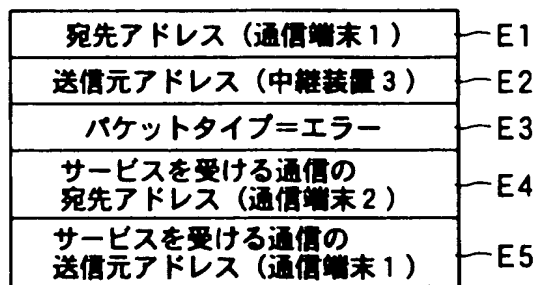 宛先アドレス（通信端末1） E1
送信元アドレス（中継装置3） E2
パケットタイプ＝エラー E3
サービスを受ける通信の
宛先アドレス（通信端末2） E4
サービスを受ける通信の
送信元アドレス（通信端末1） E5